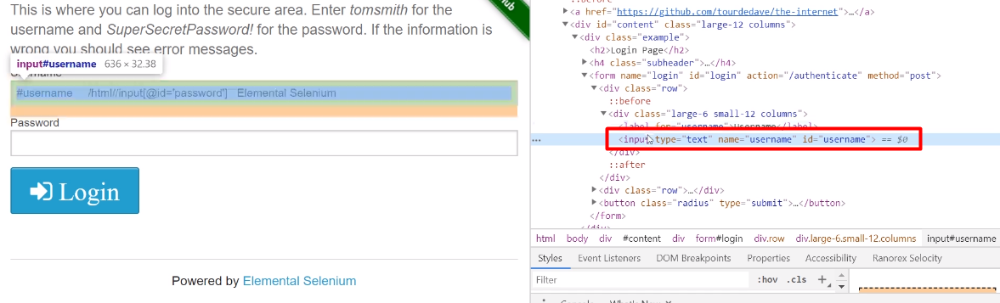 This is where you can log into the secure area. Enter tomsmith for the
username and SuperSecretPassword! for the password. If the information is
wrong you should see error messages.
input#username 636 × 32.38
Username
#username /html//input[@id='password'] Elemental Selenium
Password
Login
Powered by Elemental Selenium
::before
<a href="https://github.com/tourdedave/the-internet">…</a>
<div id="content" class="large-12 columns">
<div class="example">
<h2>Login Page</h2>
<h4 class="subheader">…</h4>
<form name="login" id="login" action="/authenticate" method="post">
<div class="row">
::before
<div class="large-6 small-12 columns">
<label for="username">Username</label>
<input type="text" name="username" id="username"> == $0
</div>
::after
</div>
<div class="row">…</div>
<button class="radius" type="submit">…</button>
</form>
</div>
html body div #content div form#login div.row div.large-6.small-12.columns input#username
Styles Event Listeners DOM Breakpoints Properties Accessibility Ranorex Selocity
Filter :hov .cls +
Console What's New ×